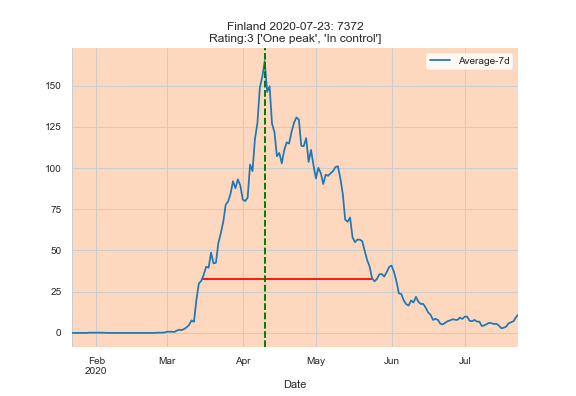 Finland 2020-07-23: 7372
Rating:3 ['One peak', 'In control']
Average-7d
150
125
100
75
50
25
0
Feb Mar Apr May Jun Jul
2020
Date